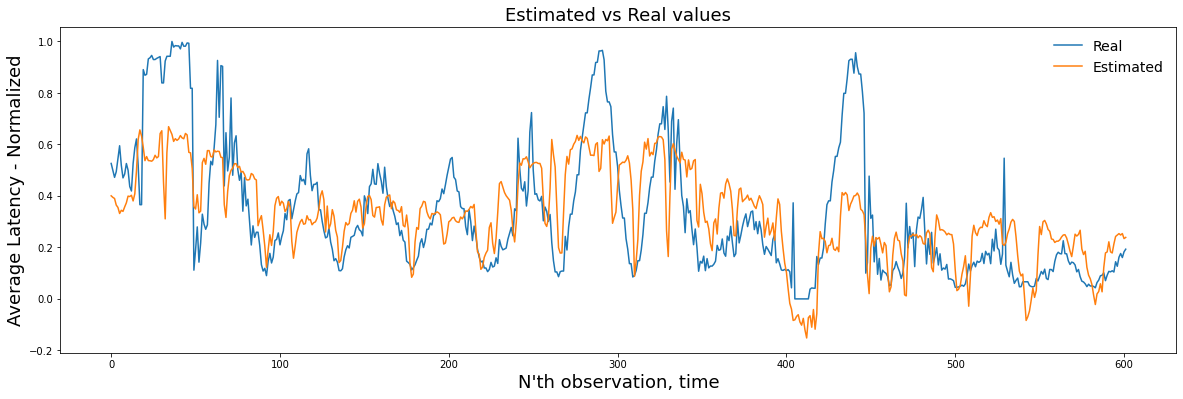 Estimated vs Real values
Average Latency - Normalized
1.0
0.8
0.6
0.4
0.2
0.0
−0.2
Real
Estimated
0
100
200
300
400
500
600
N'th observation, time